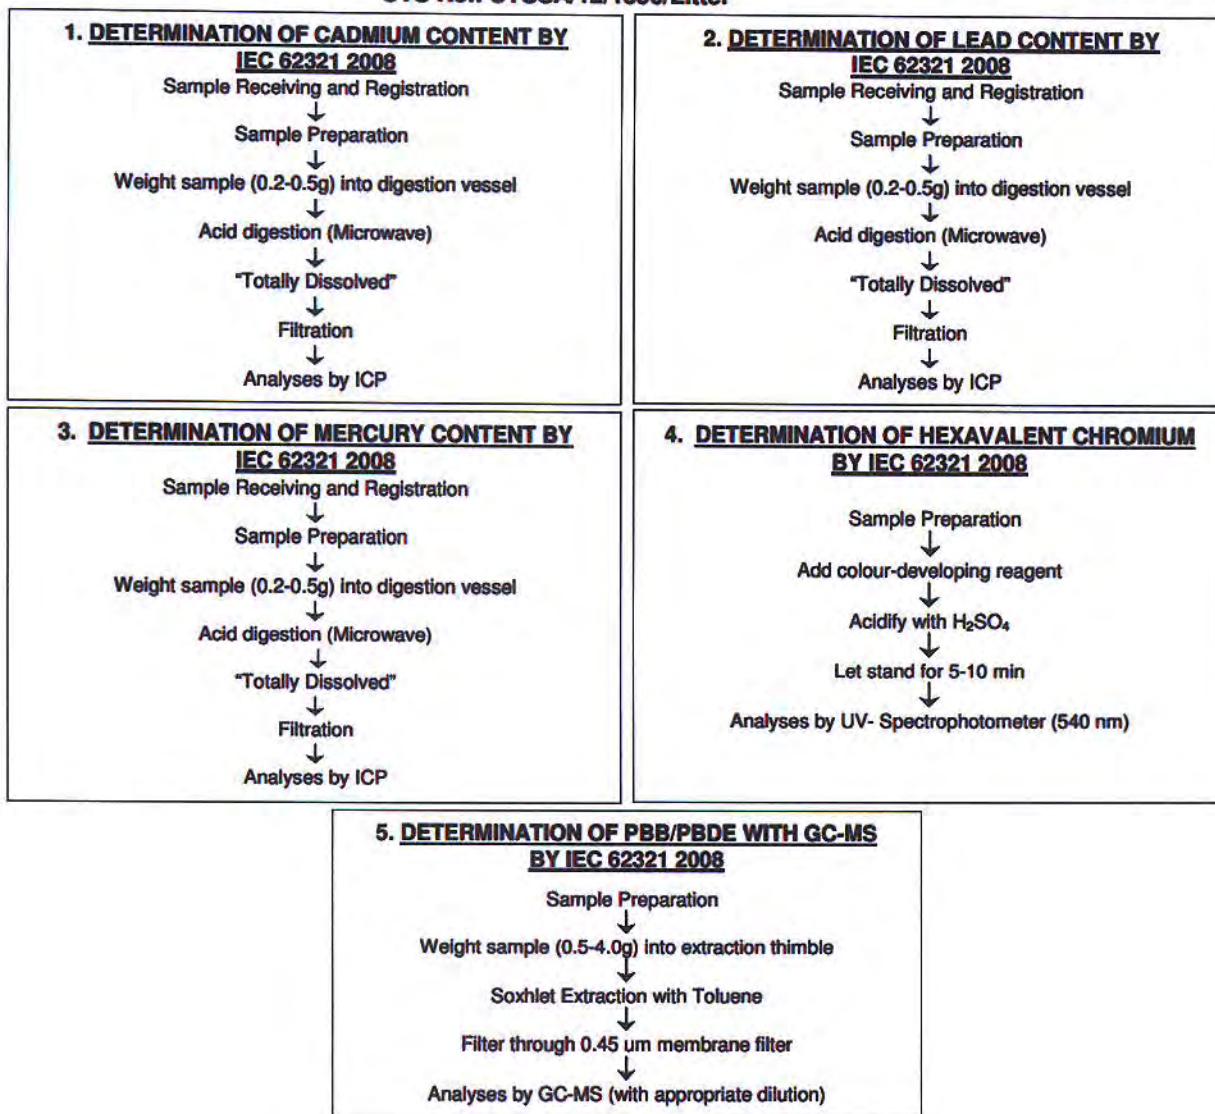 1. DETERMINATION OF CADMIUM CONTENT BY
IEC 62321 2008
Sample Receiving and Registration
Sample Preparation
Weight sample (0.2-0.5g) into digestion vessel
Acid digestion (Microwave)
"Totally Dissolved"
Filtration
Analyses by ICP
2. DETERMINATION OF LEAD CONTENT BY
IEC 62321 2008
Sample Receiving and Registration
Sample Preparation
Weight sample (0.2-0.5g) into digestion vessel
Acid digestion (Microwave)
"Totally Dissolved"
Filtration
Analyses by ICP
3. DETERMINATION OF MERCURY CONTENT BY
IEC 62321 2008
Sample Receiving and Registration
Sample Preparation
Weight sample (0.2-0.5g) into digestion vessel
Acid digestion (Microwave)
"Totally Dissolved"
Filtration
Analyses by ICP
4. DETERMINATION OF HEXAVALENT CHROMIUM
BY IEC 62321 2008
Sample Preparation
Add colour-developing reagent
Acidify with H₂SO₄
Let stand for 5-10 min
Analyses by UV- Spectrophotometer (540 nm)
5. DETERMINATION OF PBB/PBDE WITH GC-MS
BY IEC 62321 2008
Sample Preparation
Weight sample (0.5-4.0g) into extraction thimble
Soxhlet Extraction with Toluene
Filter through 0.45 um membrane filter
Analyses by GC-MS (with appropriate dilution)